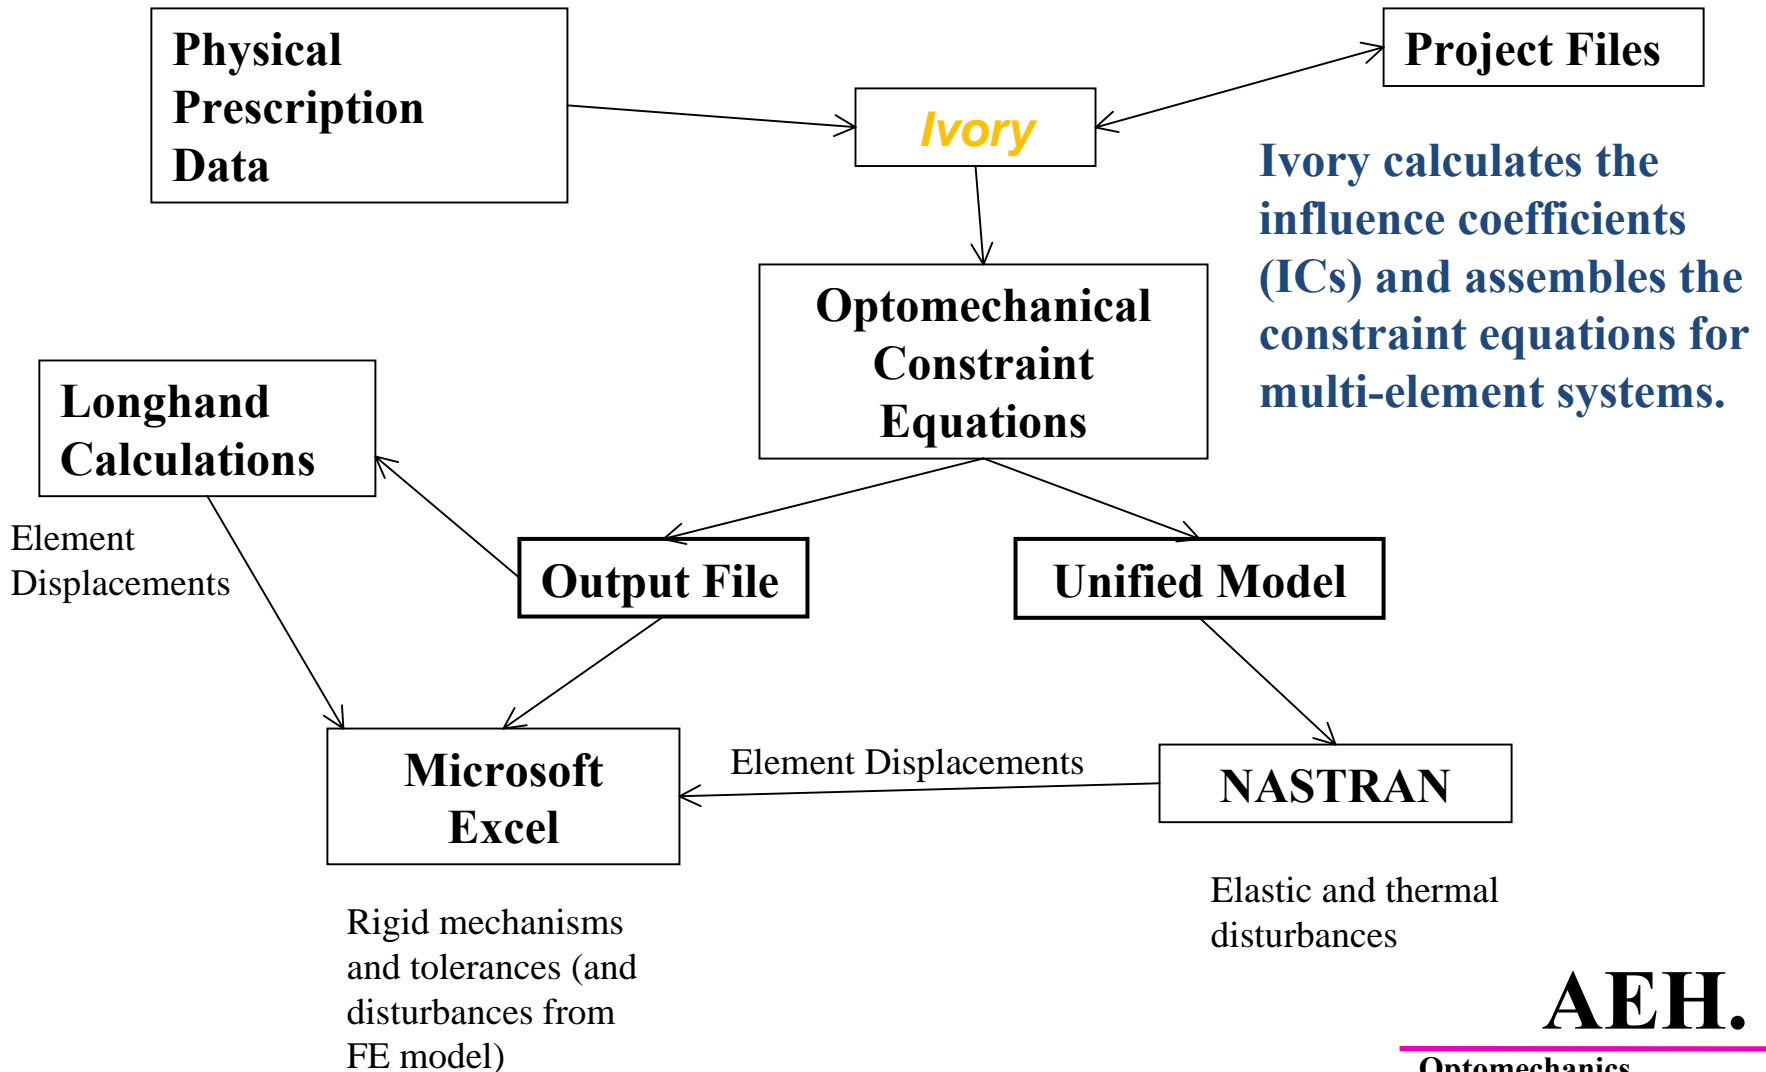 Physical
Prescription
Data
Ivory
Project Files
Ivory calculates the
influence coefficients
(ICs) and assembles the
constraint equations for
multi-element systems.
Optomechanical
Constraint
Equations
Longhand
Calculations
Element
Displacements
Output File
Unified Model
Microsoft
Excel
Element Displacements
NASTRAN
Rigid mechanisms
and tolerances (and
disturbances from
FE model)
Elastic and thermal
disturbances
AEH.
Optomechanics